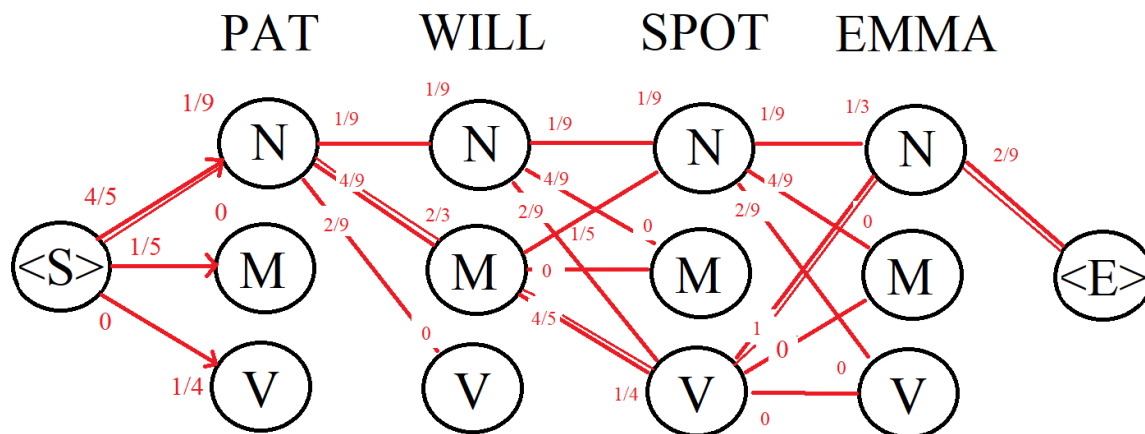 PAT WILL SPOT EMMA
1/9 1/9 1/9 1/3
N 1/9 N 1/9 N 1/9 N 2/9
4/5 4/9 4/9 4/9
0 2/3 0 0
2/9 2/9 1/5 2/9
<S> 1/5 M M 0 M M <E>
0 4/5 1 0
0 0
1/4 V V 1/4 V V
0